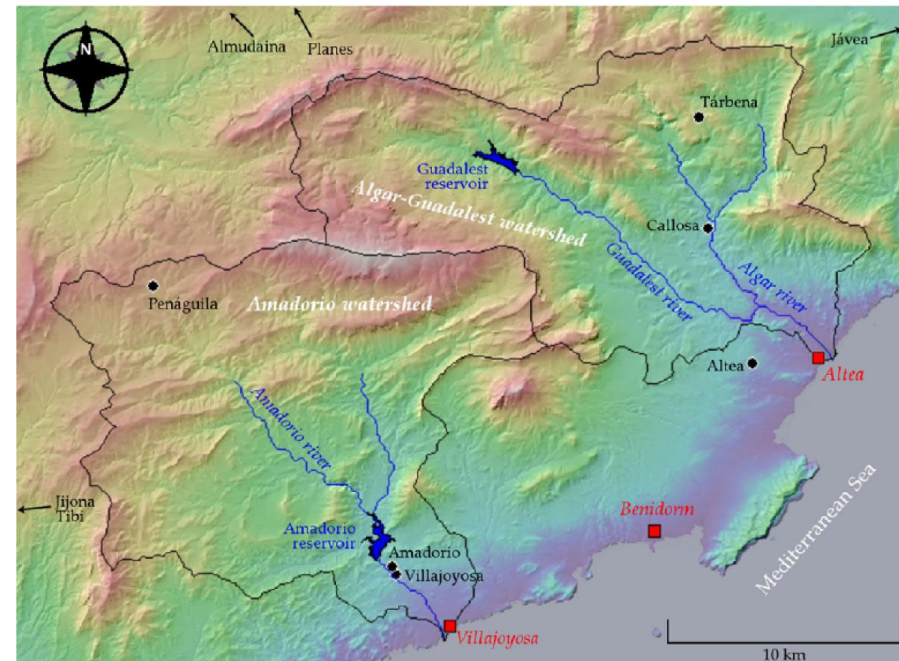 Almudaina
Planes
Jávea
N
Tárbena
Guadalest
reservoir
Algar-Guadalest watershed
Callosa
Guadalest river
Algar river
Penáguila
Amadorio watershed
Altea
Altea
Amadorio river
Jijona
Tibi
Benidorm
Mediterranean Sea
Amadorio
reservoir
Amadorio
Villajoyosa
Villajoyosa
10 km